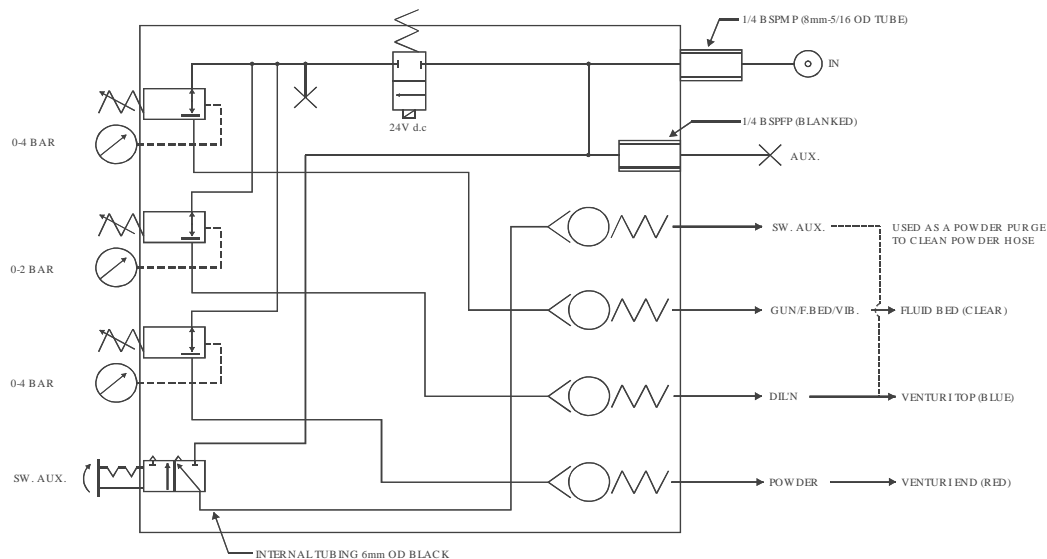 1/4 BSPMP (8mm-5/16 OD TUBE)
IN
24V d.c
1/4 BSPFP (BLANKED)
0-4 BAR
AUX.
SW. AUX.
USED AS A POWDER PURGE
TO CLEAN POWDER HOSE
0-2 BAR
GUN/F.BED/VIB.
FLUID BED (CLEAR)
0-4 BAR
DIL'N
VENTURI TOP (BLUE)
SW. AUX.
POWDER
VENTURI END (RED)
INTERNAL TUBING 6mm OD BLACK